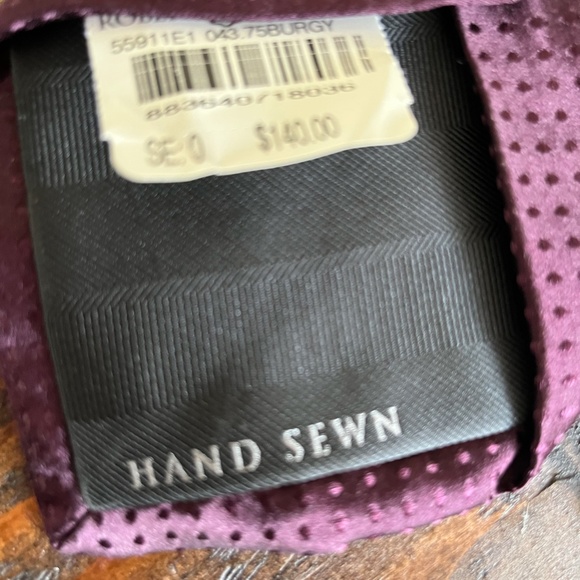 55911E1 043.75BURGY
883640718036
SE:0 $140.00
HAND SEWN